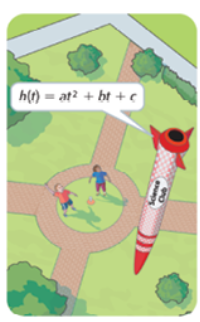 h(t) = at² + bt + c
Science
Club